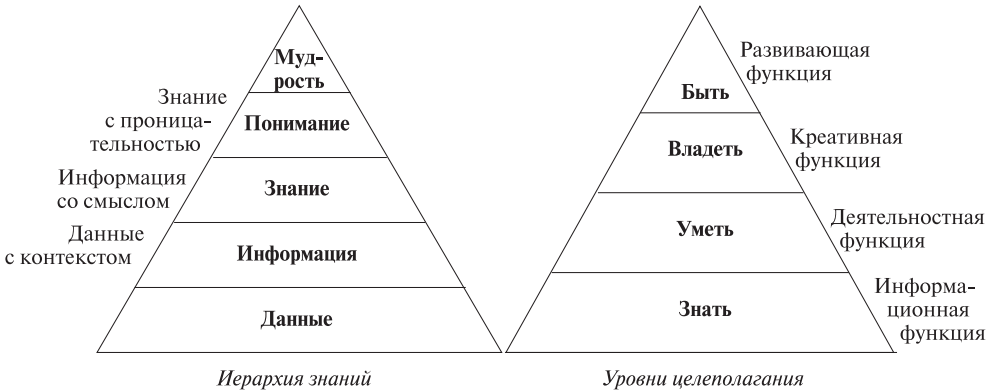 Муд-
рость
Знание
с проница-
тельностью
Понимание
Информация
со смыслом
Знание
Данные
с контекстом
Информация
Данные
Иерархия знаний
Развивающая
функция
Быть
Креативная
функция
Владеть
Деятельностная
функция
Уметь
Информа-
ционная
функция
Знать
Уровни целеполагания